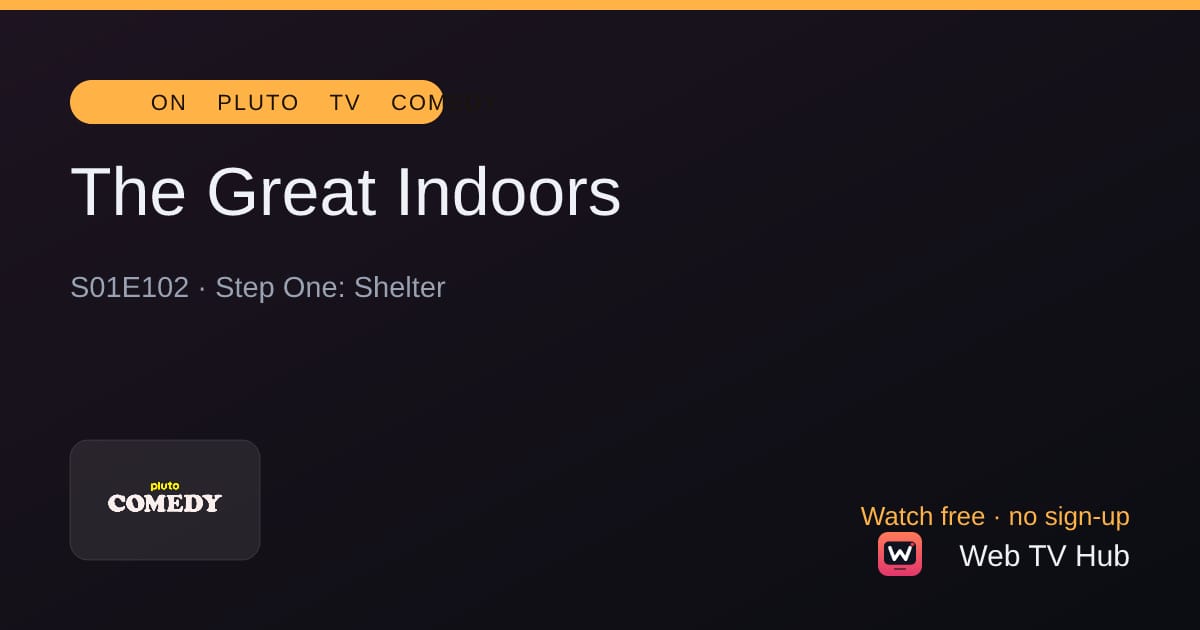 ON PLUTO TV COMEDY
The Great Indoors
S01E102 · Step One: Shelter
pluto
COMEDY
Watch free · no sign-up
W
Web TV Hub